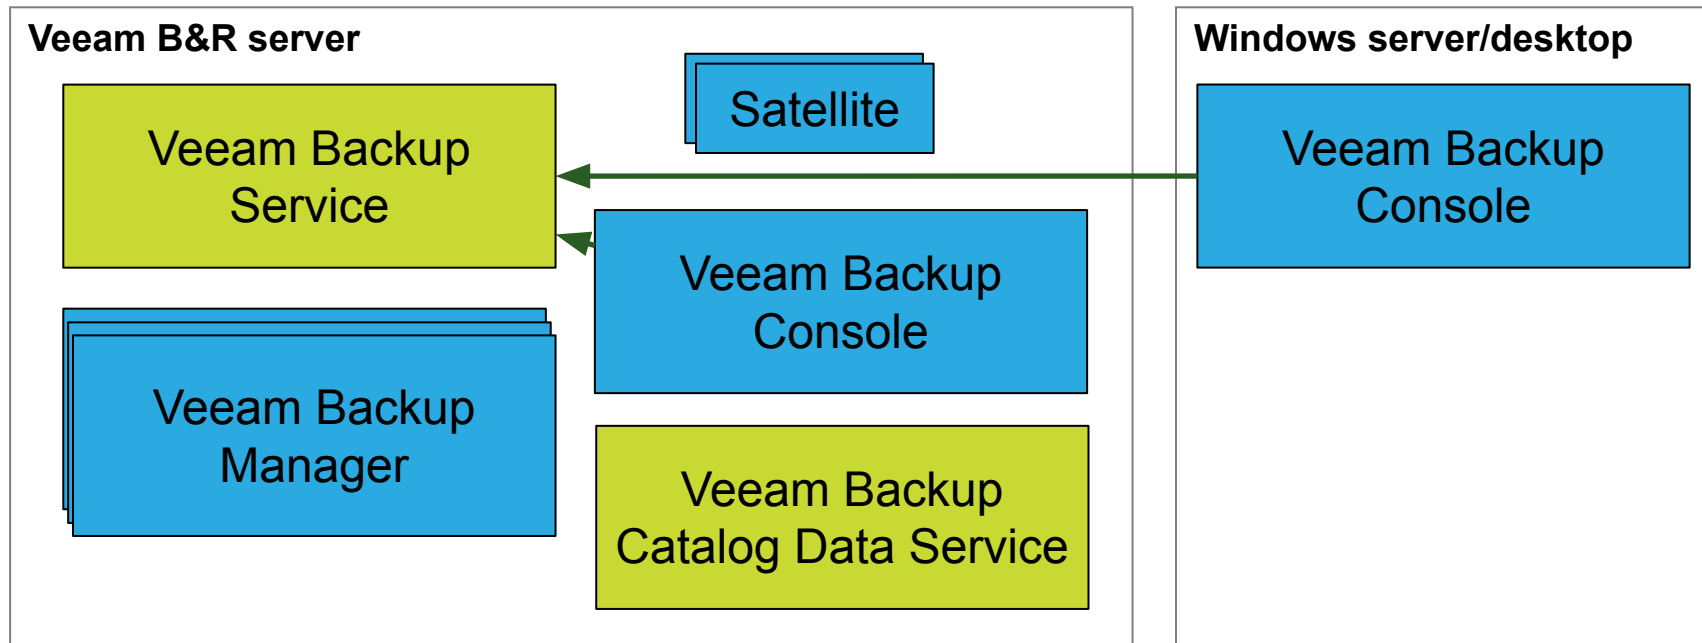 Veeam B&R server
Satellite
Veeam Backup
Service
Veeam Backup
Console
Veeam Backup
Manager
Veeam Backup
Catalog Data Service
Windows server/desktop
Veeam Backup
Console